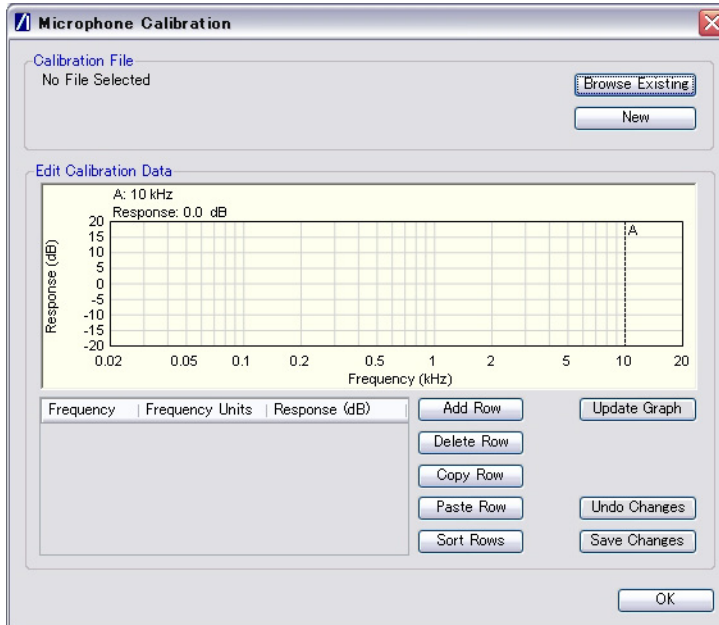 Microphone Calibration
Calibration File
No File Selected
Browse Existing
New
Edit Calibration Data
A: 10 kHz
Response: 0.0 dB
Response (dB)
20
15
10
5
0
-5
-10
-15
-20
A
0.02 0.05 0.1 0.2 0.5 1 2 5 10 20
Frequency (kHz)
Frequency Frequency Units Response (dB)
Add Row
Update Graph
Delete Row
Copy Row
Paste Row
Undo Changes
Sort Rows
Save Changes
OK